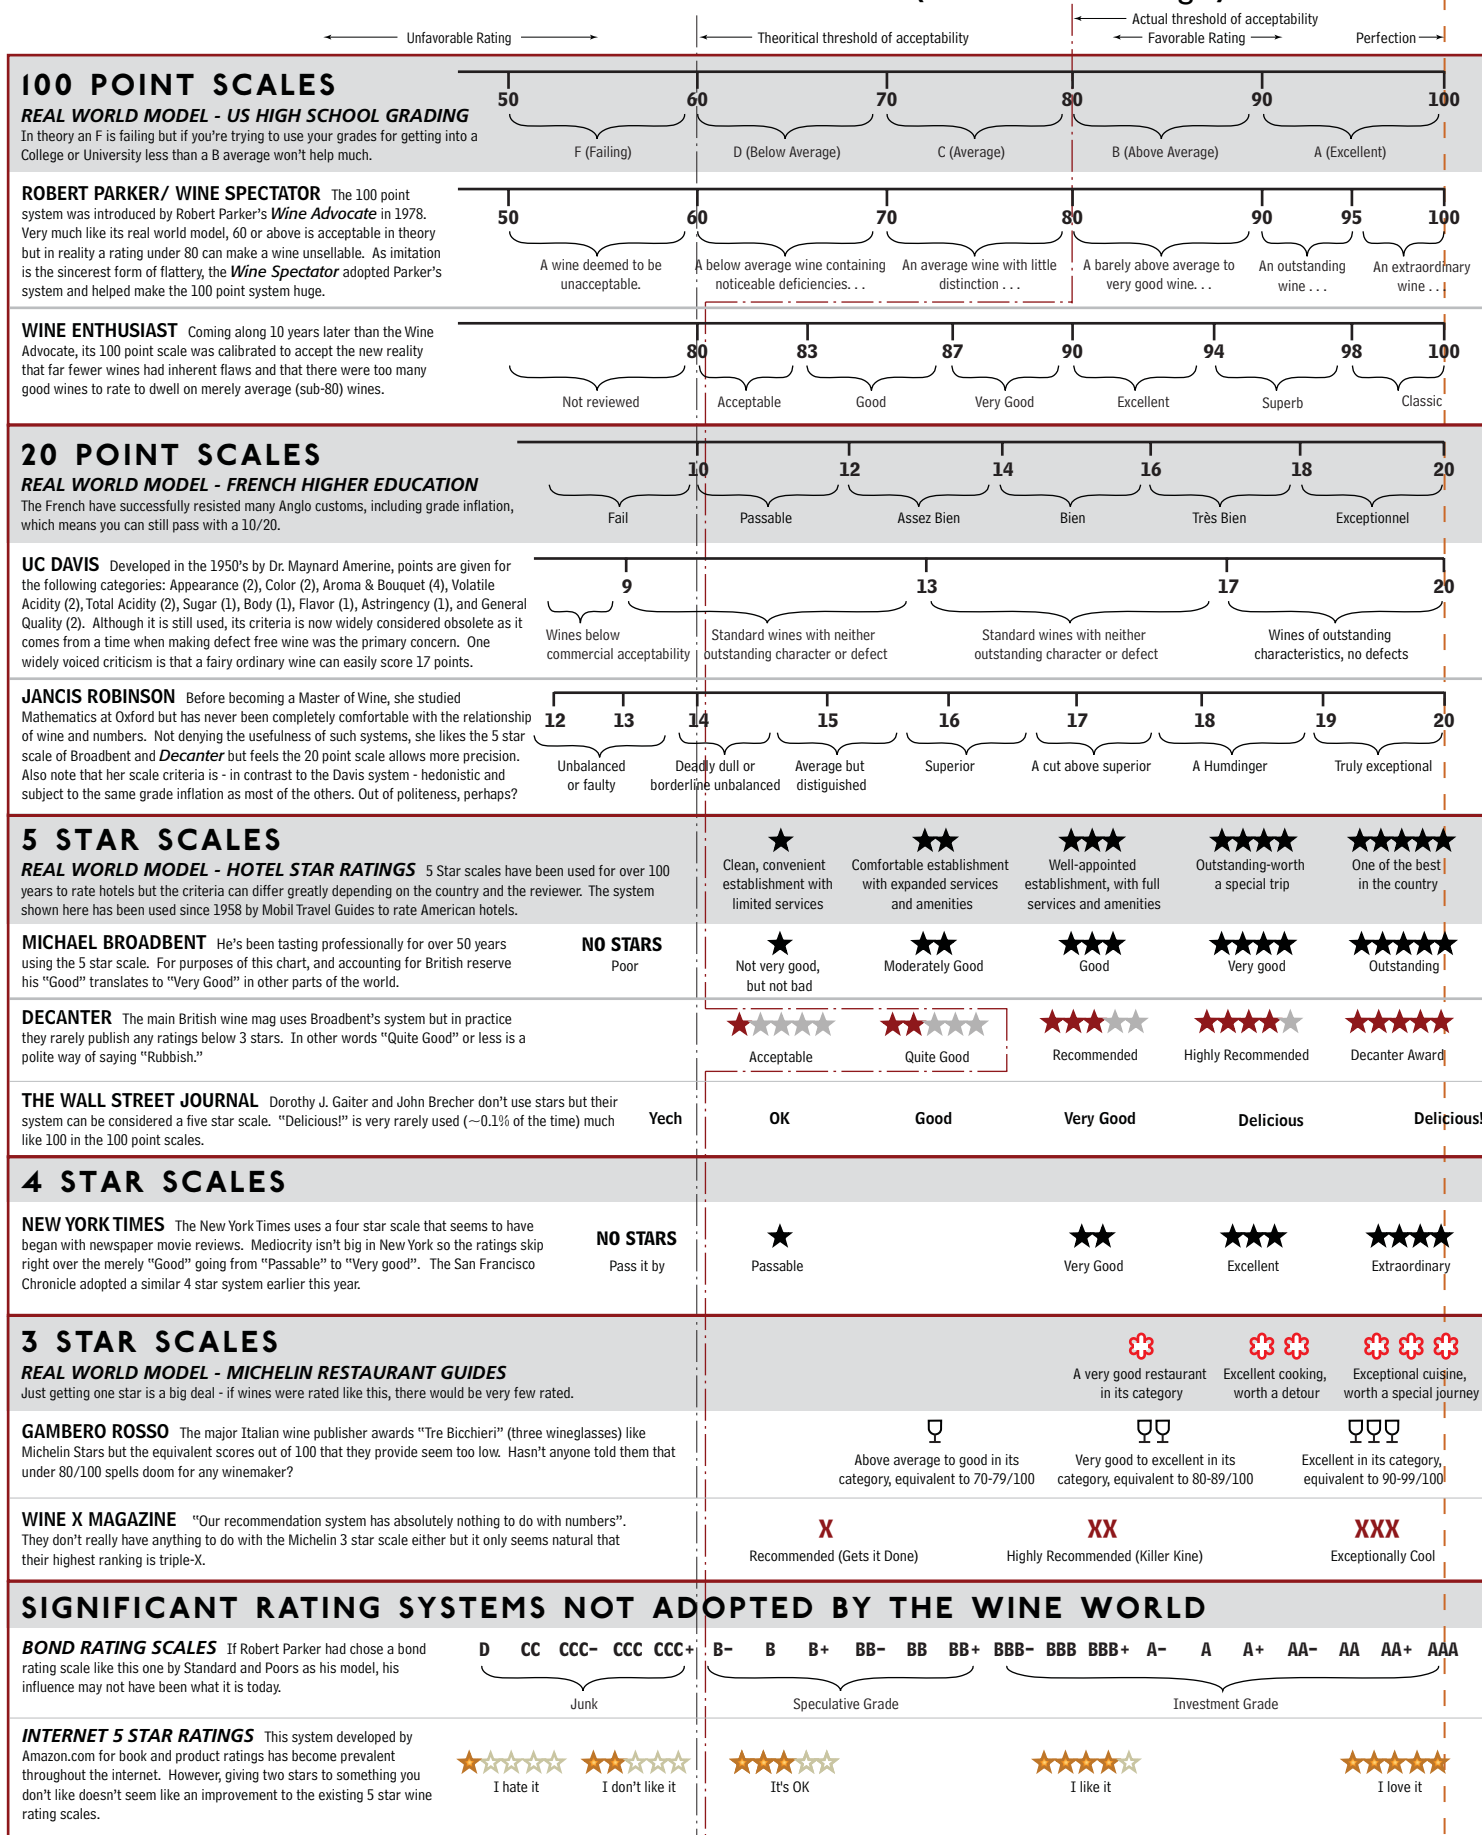 Actual threshold of acceptability
Unfavorable Rating
Theoritical threshold of acceptability
Favorable Rating
Perfection
100 POINT SCALES
REAL WORLD MODEL - US HIGH SCHOOL GRADING
In theory an F is failing but if you're trying to use your grades for getting into a
College or University less than a B average won't help much.
50 60 70 80 90 100
F (Failing) D (Below Average) C (Average) B (Above Average) A (Excellent)
ROBERT PARKER/ WINE SPECTATOR The 100 point
system was introduced by Robert Parker's Wine Advocate in 1978.
Very much like its real world model, 60 or above is acceptable in theory
but in reality a rating under 80 can make a wine unsellable. As imitation
is the sincerest form of flattery, the Wine Spectator adopted Parker's
system and helped make the 100 point system huge.
50 60 70 80 90 95 100
A wine deemed to be
unacceptable.
A below average wine containing
noticeable deficiencies. . .
An average wine with little
distinction . . .
A barely above average to
very good wine. . .
An outstanding
wine . . .
An extraordinary
wine . . .
WINE ENTHUSIAST Coming along 10 years later than the Wine
Advocate, its 100 point scale was calibrated to accept the new reality
that far fewer wines had inherent flaws and that there were too many
good wines to rate to dwell on merely average (sub-80) wines.
80 83 87 90 94 98 100
Not reviewed Acceptable Good Very Good Excellent Superb Classic
20 POINT SCALES
REAL WORLD MODEL - FRENCH HIGHER EDUCATION
The French have successfully resisted many Anglo customs, including grade inflation,
which means you can still pass with a 10/20.
10 12 14 16 18 20
Fail Passable Assez Bien Bien Très Bien Exceptionnel
UC DAVIS Developed in the 1950's by Dr. Maynard Amerine, points are given for
the following categories: Appearance (2), Color (2), Aroma & Bouquet (4), Volatile
Acidity (2), Total Acidity (2), Sugar (1), Body (1), Flavor (1), Astringency (1), and General
Quality (2). Although it is still used, its criteria is now widely considered obsolete as it
comes from a time when making defect free wine was the primary concern. One
widely voiced criticism is that a fairy ordinary wine can easily score 17 points.
9 13 17 20
Wines below
commercial acceptability
Standard wines with neither
outstanding character or defect
Standard wines with neither
outstanding character or defect
Wines of outstanding
characteristics, no defects
JANCIS ROBINSON Before becoming a Master of Wine, she studied
Mathematics at Oxford but has never been completely comfortable with the relationship
of wine and numbers. Not denying the usefulness of such systems, she likes the 5 star
scale of Broadbent and Decanter but feels the 20 point scale allows more precision.
Also note that her scale criteria is - in contrast to the Davis system - hedonistic and
subject to the same grade inflation as most of the others. Out of politeness, perhaps?
12 13 14 15 16 17 18 19 20
Unbalanced
or faulty
Deadly dull or
borderline unbalanced
Average but
distiguished
Superior
A cut above superior
A Humdinger
Truly exceptional
5 STAR SCALES
REAL WORLD MODEL - HOTEL STAR RATINGS 5 Star scales have been used for over 100
years to rate hotels but the criteria can differ greatly depending on the country and the reviewer. The system
shown here has been used since 1958 by Mobil Travel Guides to rate American hotels.
Clean, convenient
establishment with
limited services
Comfortable establishment
with expanded services
and amenities
Well-appointed
establishment, with full
services and amenities
Outstanding-worth
a special trip
One of the best
in the country
MICHAEL BROADBENT He's been tasting professionally for over 50 years
using the 5 star scale. For purposes of this chart, and accounting for British reserve
his "Good" translates to "Very Good" in other parts of the world.
NO STARS
Poor
Not very good,
but not bad
Moderately Good
Good
Very good
Outstanding
DECANTER The main British wine mag uses Broadbent's system but in practice
they rarely publish any ratings below 3 stars. In other words "Quite Good" or less is a
polite way of saying "Rubbish."
Acceptable Quite Good Recommended Highly Recommended Decanter Award
THE WALL STREET JOURNAL Dorothy J. Gaiter and John Brecher don't use stars but their
system can be considered a five star scale. "Delicious!" is very rarely used (~0.1% of the time) much
like 100 in the 100 point scales.
Yech OK Good Very Good Delicious Delicious!
4 STAR SCALES
NEW YORK TIMES The New York Times uses a four star scale that seems to have
began with newspaper movie reviews. Mediocrity isn't big in New York so the ratings skip
right over the merely "Good" going from "Passable" to "Very good". The San Francisco
Chronicle adopted a similar 4 star system earlier this year.
NO STARS
Pass it by Passable Very Good Excellent Extraordinary
3 STAR SCALES
REAL WORLD MODEL - MICHELIN RESTAURANT GUIDES
Just getting one star is a big deal - if wines were rated like this, there would be very few rated.
A very good restaurant
in its category
Excellent cooking,
worth a detour
Exceptional cuisine,
worth a special journey
GAMBERO ROSSO The major Italian wine publisher awards "Tre Bicchieri" (three wineglasses) like
Michelin Stars but the equivalent scores out of 100 that they provide seem too low. Hasn't anyone told them that
under 80/100 spells doom for any winemaker?
Above average to good in its
category, equivalent to 70-79/100
Very good to excellent in its
category, equivalent to 80-89/100
Excellent in its category,
equivalent to 90-99/100
WINE X MAGAZINE "Our recommendation system has absolutely nothing to do with numbers".
They don't really have anything to do with the Michelin 3 star scale either but it only seems natural that
their highest ranking is triple-X.
X XX XXX
Recommended (Gets it Done) Highly Recommended (Killer Kine) Exceptionally Cool
SIGNIFICANT RATING SYSTEMS NOT ADOPTED BY THE WINE WORLD
BOND RATING SCALES If Robert Parker had chose a bond
rating scale like this one by Standard and Poors as his model, his
influence may not have been what it is today.
D CC CCC- CCC CCC+ B- B B+ BB- BB BB+ BBB- BBB BBB+ A- A A+ AA- AA AA+ AAA
Junk Speculative Grade Investment Grade
INTERNET 5 STAR RATINGS This system developed by
Amazon.com for book and product ratings has become prevalent
throughout the internet. However, giving two stars to something you
don't like doesn't seem like an improvement to the existing 5 star wine
rating scales.
I hate it I don't like it It's OK I like it I love it